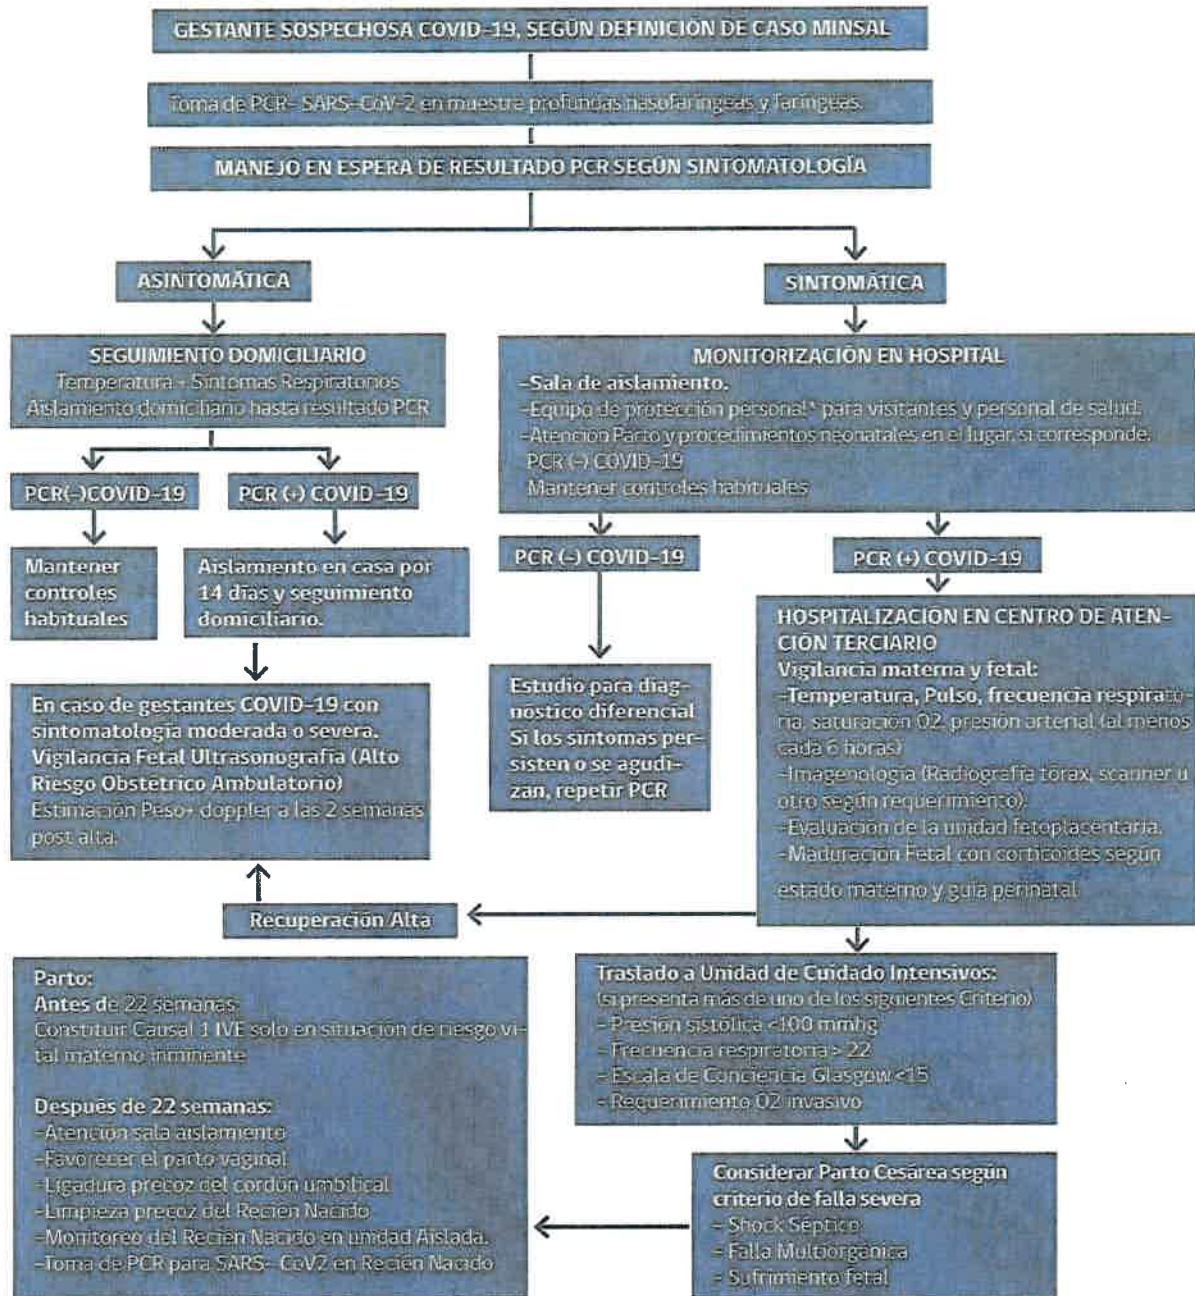 GESTANTE SOSPECHOSA COVID-19, SEGÚN DEFINICIÓN DE CASO MINSAL
Toma de PCR- SARS-CoV-2 en muestra profundas nasofaríngeas y faríngeas.
MANEJO EN ESPERA DE RESULTADO PCR SEGÚN SINTOMATOLOGÍA
ASINTOMÁTICA
SEGUIMIENTO DOMICILIARIO
Temperatura + Síntomas Respiratorios
Aislamiento domiciliario hasta resultado PCR
PCR(-)COVID-19
PCR (+) COVID-19
Mantener
controles
habituales
Aislamiento en casa por
14 días y seguimiento
domiciliario.
En caso de gestantes COVID-19 con
sintomatología moderada o severa.
Vigilancia Fetal Ultrasonografía (Alto
Riesgo Obstétrico Ambulatorio)
Estimación Peso+ doppler a las 2 semanas
post alta.
SINTOMÁTICA
MONITORIZACIÓN EN HOSPITAL
-Sala de aislamiento.
-Equipo de protección personal* para visitantes y personal de salud.
-Atención Parto y procedimientos neonatales en el lugar, si corresponde.
PCR (-) COVID-19
Mantener controles habituales
PCR (-) COVID-19
PCR (+) COVID-19
Estudio para diag-
nóstico diferencial
Si los síntomas per-
sisten o se agudi-
zan, repetir PCR
HOSPITALIZACIÓN EN CENTRO DE ATEN-
CIÓN TERCIARIO
Vigilancia materna y fetal:
-Temperatura, Pulso, frecuencia respirato-
ria, saturación O2, presión arterial (al menos
cada 6 horas)
-Imagenología (Radiografía tórax, scanner u
otro según requerimiento).
-Evaluación de la unidad fetoplacentaria.
-Maduración Fetal con corticoides según
estado materno y guía perinatal
Recuperación/Alta
Traslado a Unidad de Cuidado Intensivos:
(si presenta más de uno de los siguientes Criterio)
- Presión sistólica <100 mmhg
- Frecuencia respiratoria > 22
- Escala de Conciencia Glasgow <15
- Requerimiento O2 invasivo
Considerar Parto Cesárea según
criterio de falla severa
- Shock Séptico
- Falla Multiorgánica
- Sufrimiento fetal
Parto:
Antes de 22 semanas:
Constituir Causal 1 IVE solo en situación de riesgo vi-
tal materno inminente
Después de 22 semanas:
-Atención sala aislamiento
-Favorecer el parto vaginal
-Ligadura precoz del cordón umbilical
-Limpieza precoz del Recién Nacido
-Monitoreo del Recién Nacido en unidad Aislada.
-Toma de PCR para SARS- CoV2 en Recién Nacido